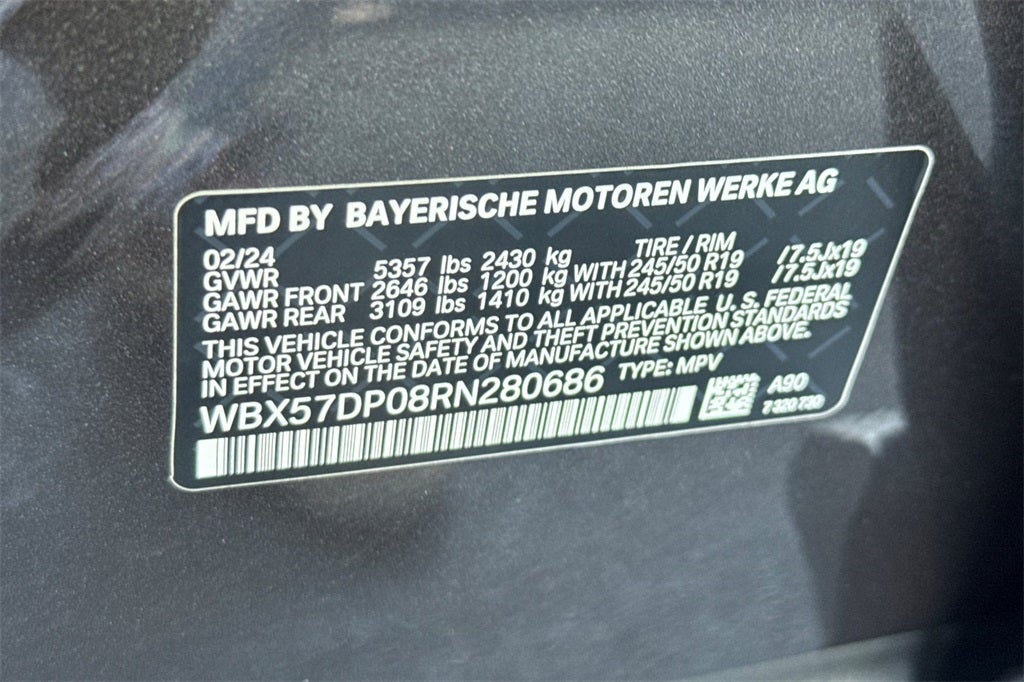 MFD BY BAYERISCHE MOTOREN WERKE AG
02/24 TIRE / RIM
GVWR 5357 lbs 2430 kg
GAWR FRONT 2646 lbs 1200 kg WITH 245/50 R19 /7.5Jx19
GAWR REAR 3109 lbs 1410 kg WITH 245/50 R19 /7.5Jx19
THIS VEHICLE CONFORMS TO ALL APPLICABLE U. S. FEDERAL
MOTOR VEHICLE SAFETY AND THEFT PREVENTION STANDARDS
IN EFFECT ON THE DATE OF MANUFACTURE SHOWN ABOVE.
WBX57DP08RN280686 TYPE: MPV
A90
7 320 730